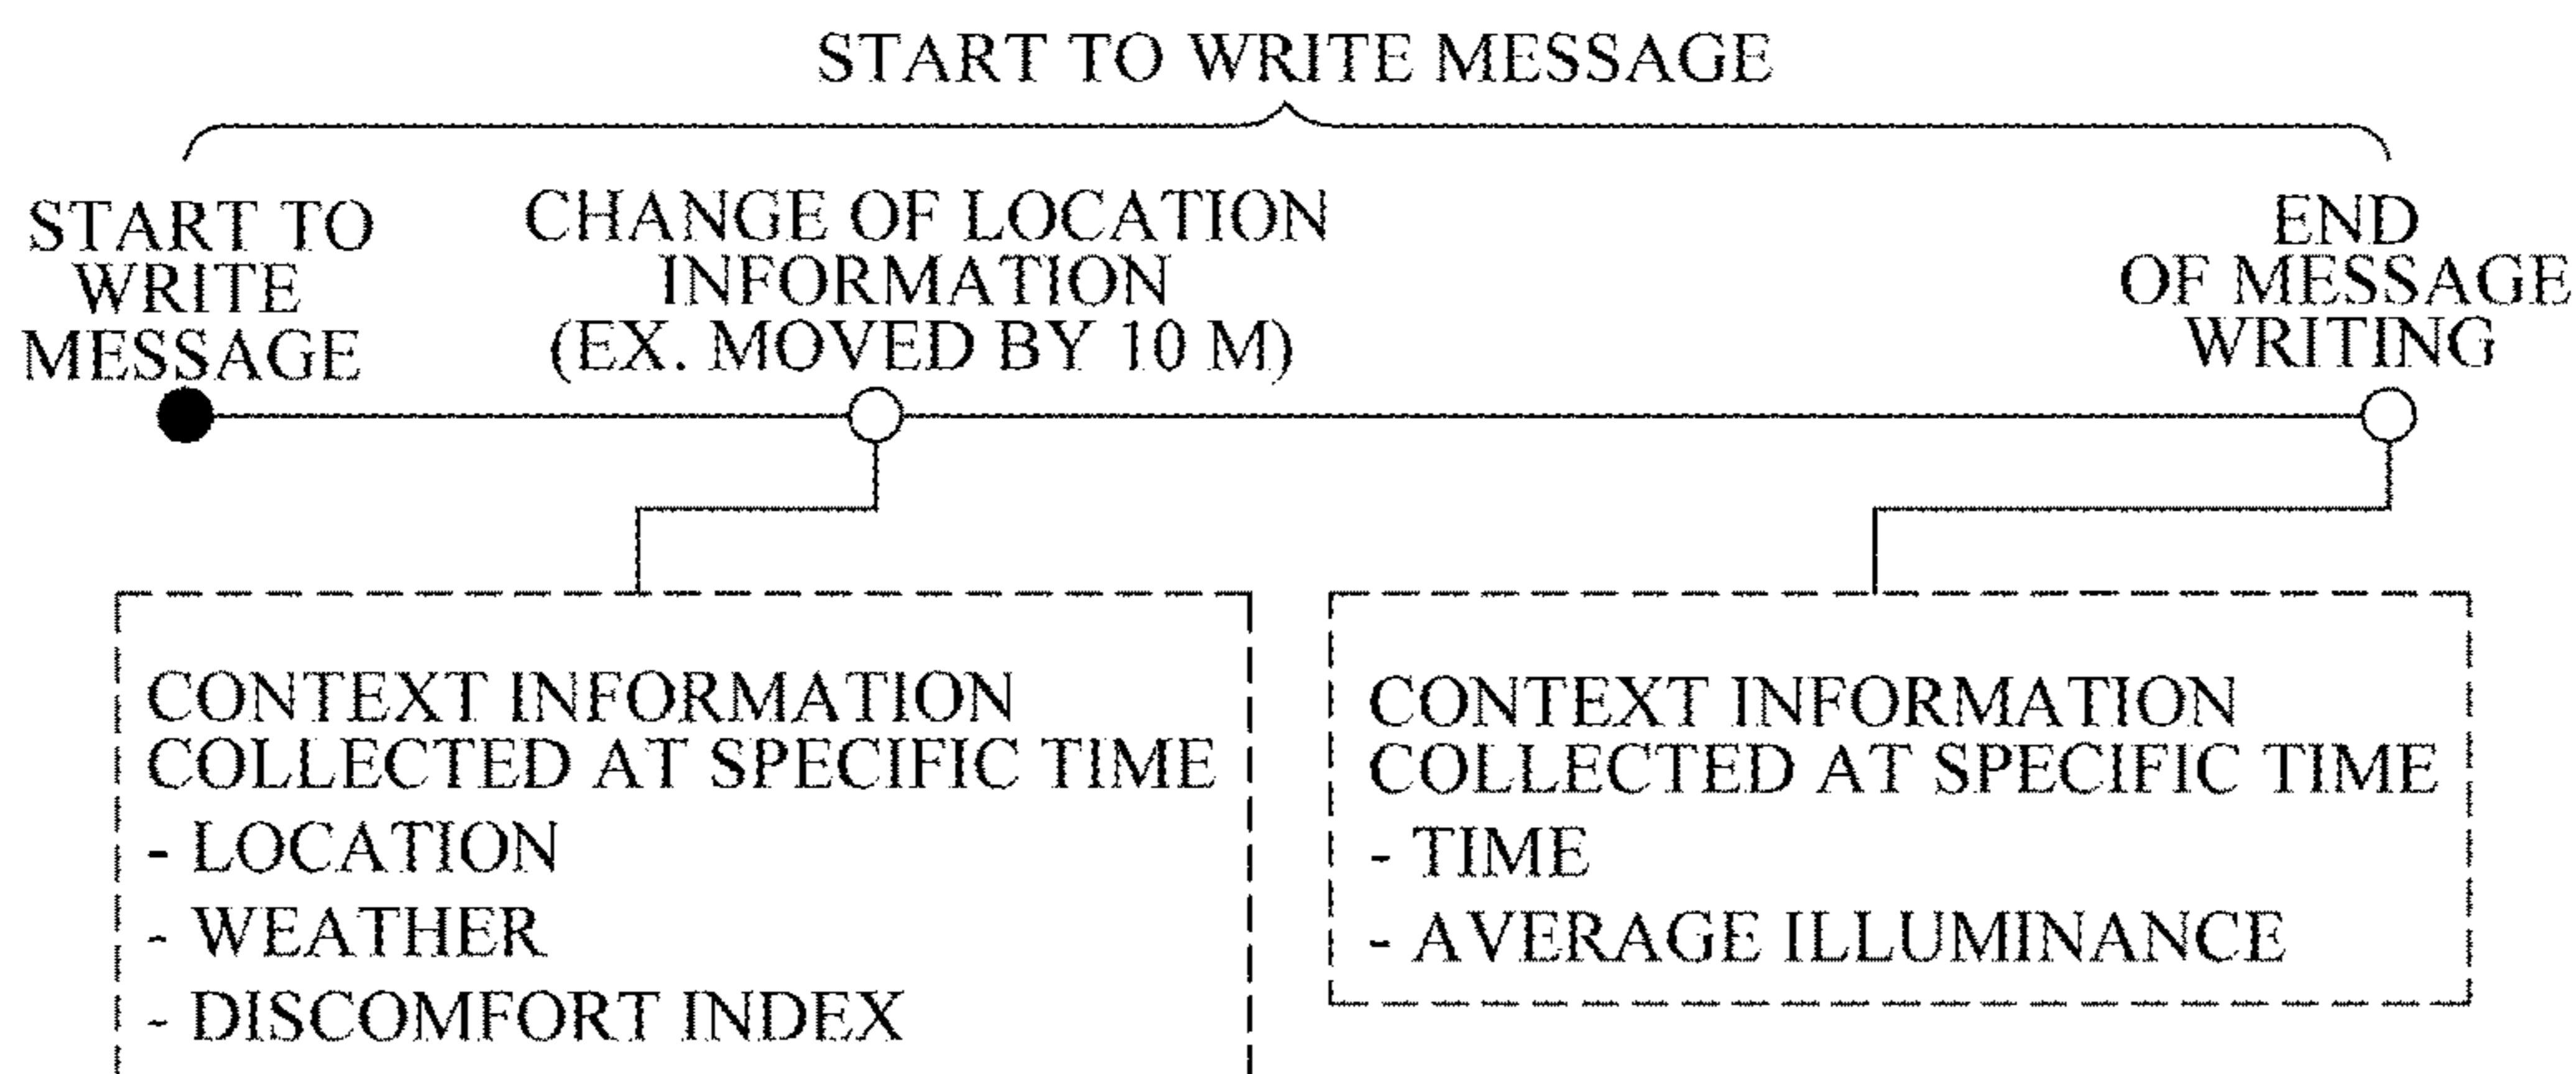 START TO WRITE MESSAGE
START TO
WRITE
MESSAGE
CHANGE OF LOCATION
INFORMATION
(EX. MOVED BY 10 M)
END
OF MESSAGE
WRITING
CONTEXT INFORMATION
COLLECTED AT SPECIFIC TIME
- LOCATION
- WEATHER
- DISCOMFORT INDEX
CONTEXT INFORMATION
COLLECTED AT SPECIFIC TIME
- TIME
- AVERAGE ILLUMINANCE